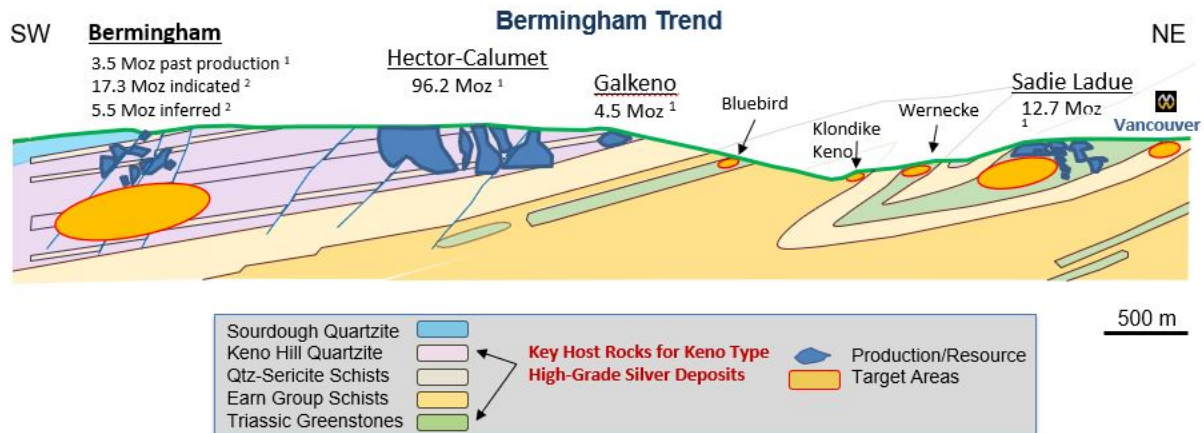 Bermingham Trend
SW
NE
Bermingham
3.5 Moz past production ¹
17.3 Moz indicated ²
5.5 Moz inferred ²
Hector-Calumet
96.2 Moz ¹
Galkeno
4.5 Moz ¹
Bluebird
Klondike
Keno
Wernecke
Sadie Ladue
12.7 Moz
1
Vancouver
500 m
Sourdough Quartzite
Keno Hill Quartzite
Qtz-Sericite Schists
Earn Group Schists
Triassic Greenstones
Key Host Rocks for Keno Type
High-Grade Silver Deposits
Production/Resource
Target Areas